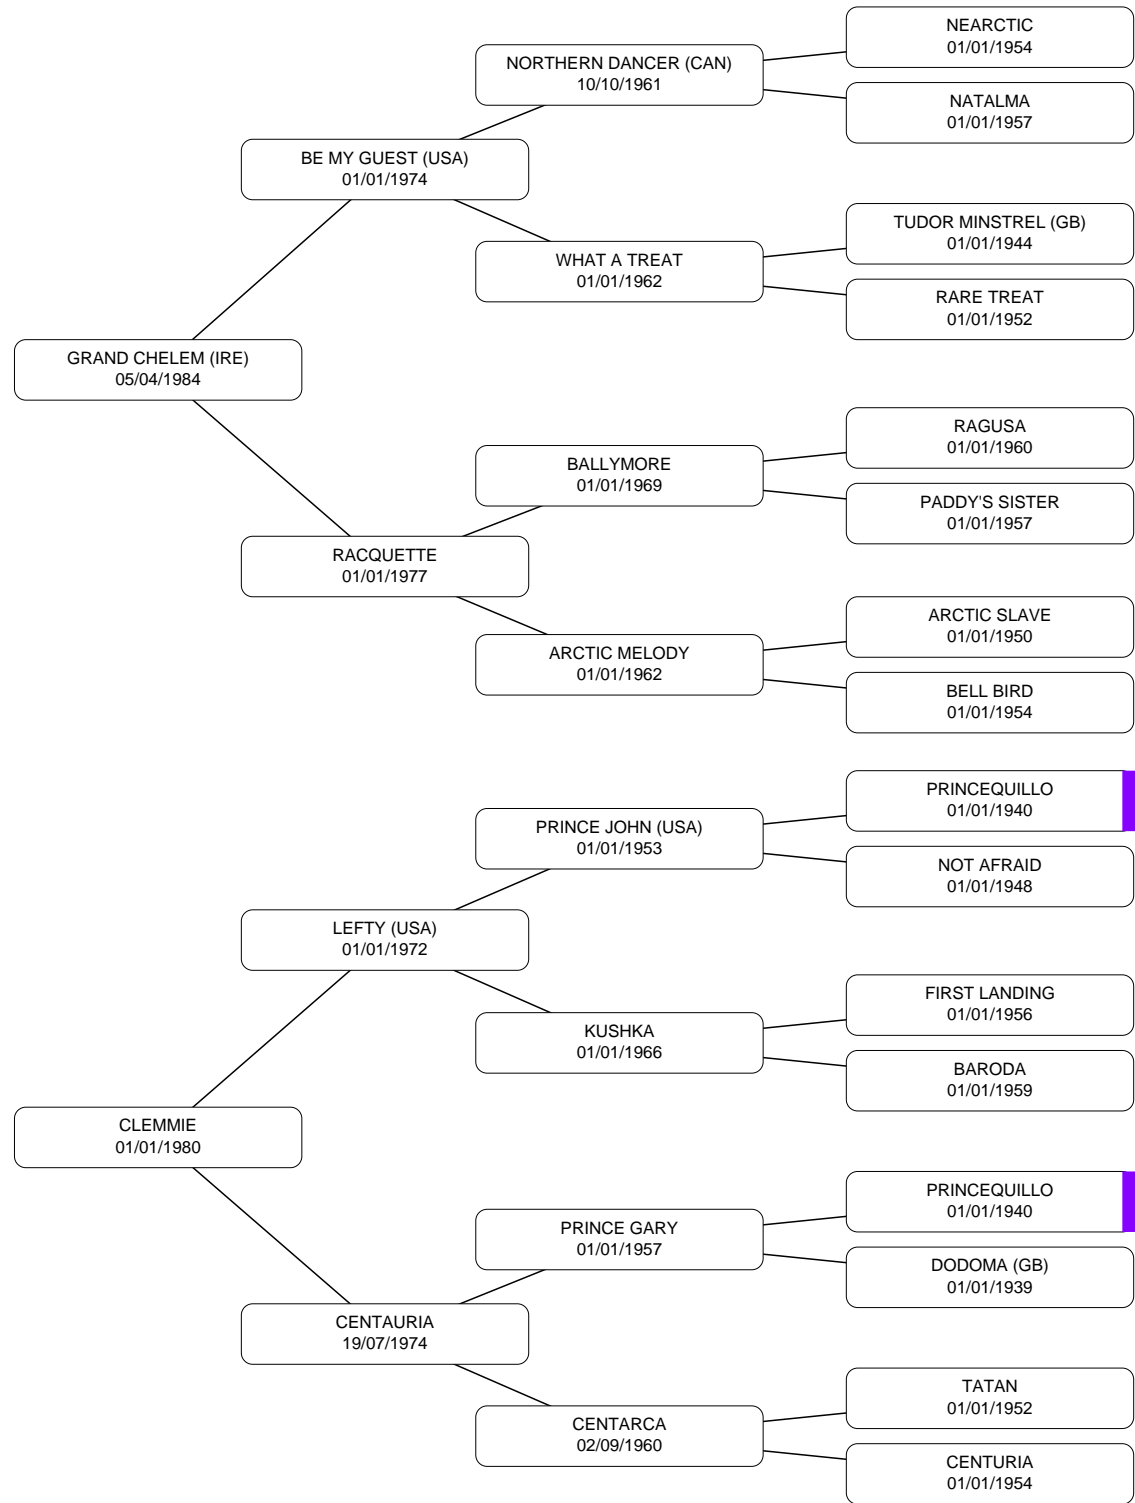 NEARCTIC
01/01/1954
NORTHERN DANCER (CAN)
10/10/1961
NATALMA
01/01/1957
BE MY GUEST (USA)
01/01/1974
TUDOR MINSTREL (GB)
01/01/1944
WHAT A TREAT
01/01/1962
RARE TREAT
01/01/1952
GRAND CHELEM (IRE)
05/04/1984
RAGUSA
01/01/1960
BALLYMORE
01/01/1969
PADDY'S SISTER
01/01/1957
RACQUETTE
01/01/1977
ARCTIC SLAVE
01/01/1950
ARCTIC MELODY
01/01/1962
BELL BIRD
01/01/1954
PRINCEQUILLO
01/01/1940
PRINCE JOHN (USA)
01/01/1953
NOT AFRAID
01/01/1948
LEFTY (USA)
01/01/1972
FIRST LANDING
01/01/1956
KUSHKA
01/01/1966
BARODA
01/01/1959
CLEMMIE
01/01/1980
PRINCEQUILLO
01/01/1940
PRINCE GARY
01/01/1957
DODOMA (GB)
01/01/1939
CENTAURIA
19/07/1974
TATAN
01/01/1952
CENTARCA
02/09/1960
CENTURIA
01/01/1954